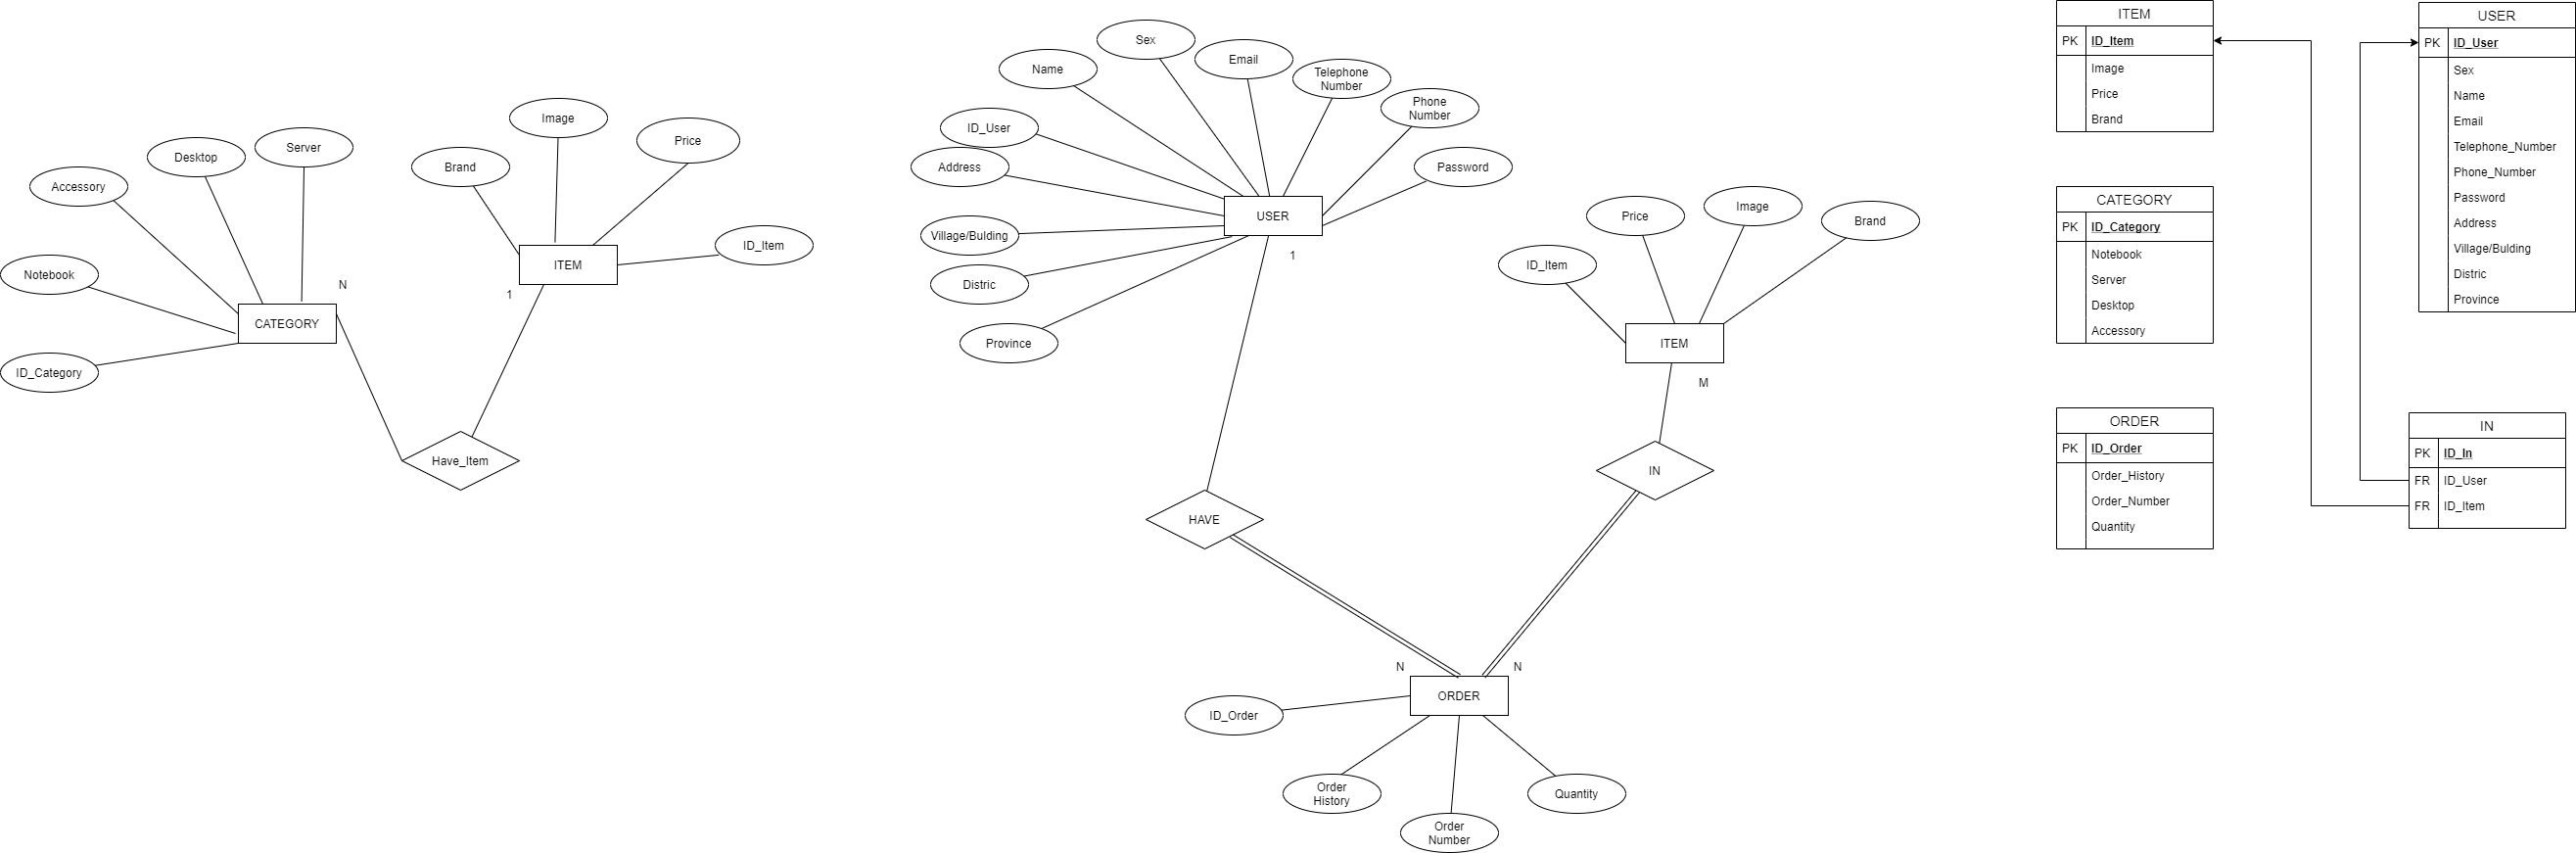 Server
Desktop
Accessory
Notebook
ID_Category
CATEGORY
N
Image
Price
Brand
ID_Item
ITEM
1
Have_Item
Sex
Email
Name
Telephone
Number
Phone
Number
ID_User
Address
Password
Village/Bulding
Distric
Province
USER
1
HAVE
Image
Price
Brand
ID_Item
ITEM
M
IN
N
N
ORDER
ID_Order
Order
History
Order
Number
Quantity
ITEM
PK ID_Item
Image
Price
Brand
CATEGORY
PK ID_Category
Notebook
Server
Desktop
Accessory
ORDER
PK ID_Order
Order_History
Order_Number
Quantity
USER
PK ID_User
Sex
Name
Email
Telephone_Number
Phone_Number
Password
Address
Village/Bulding
Distric
Province
IN
PK ID_In
FR ID_User
FR ID_Item